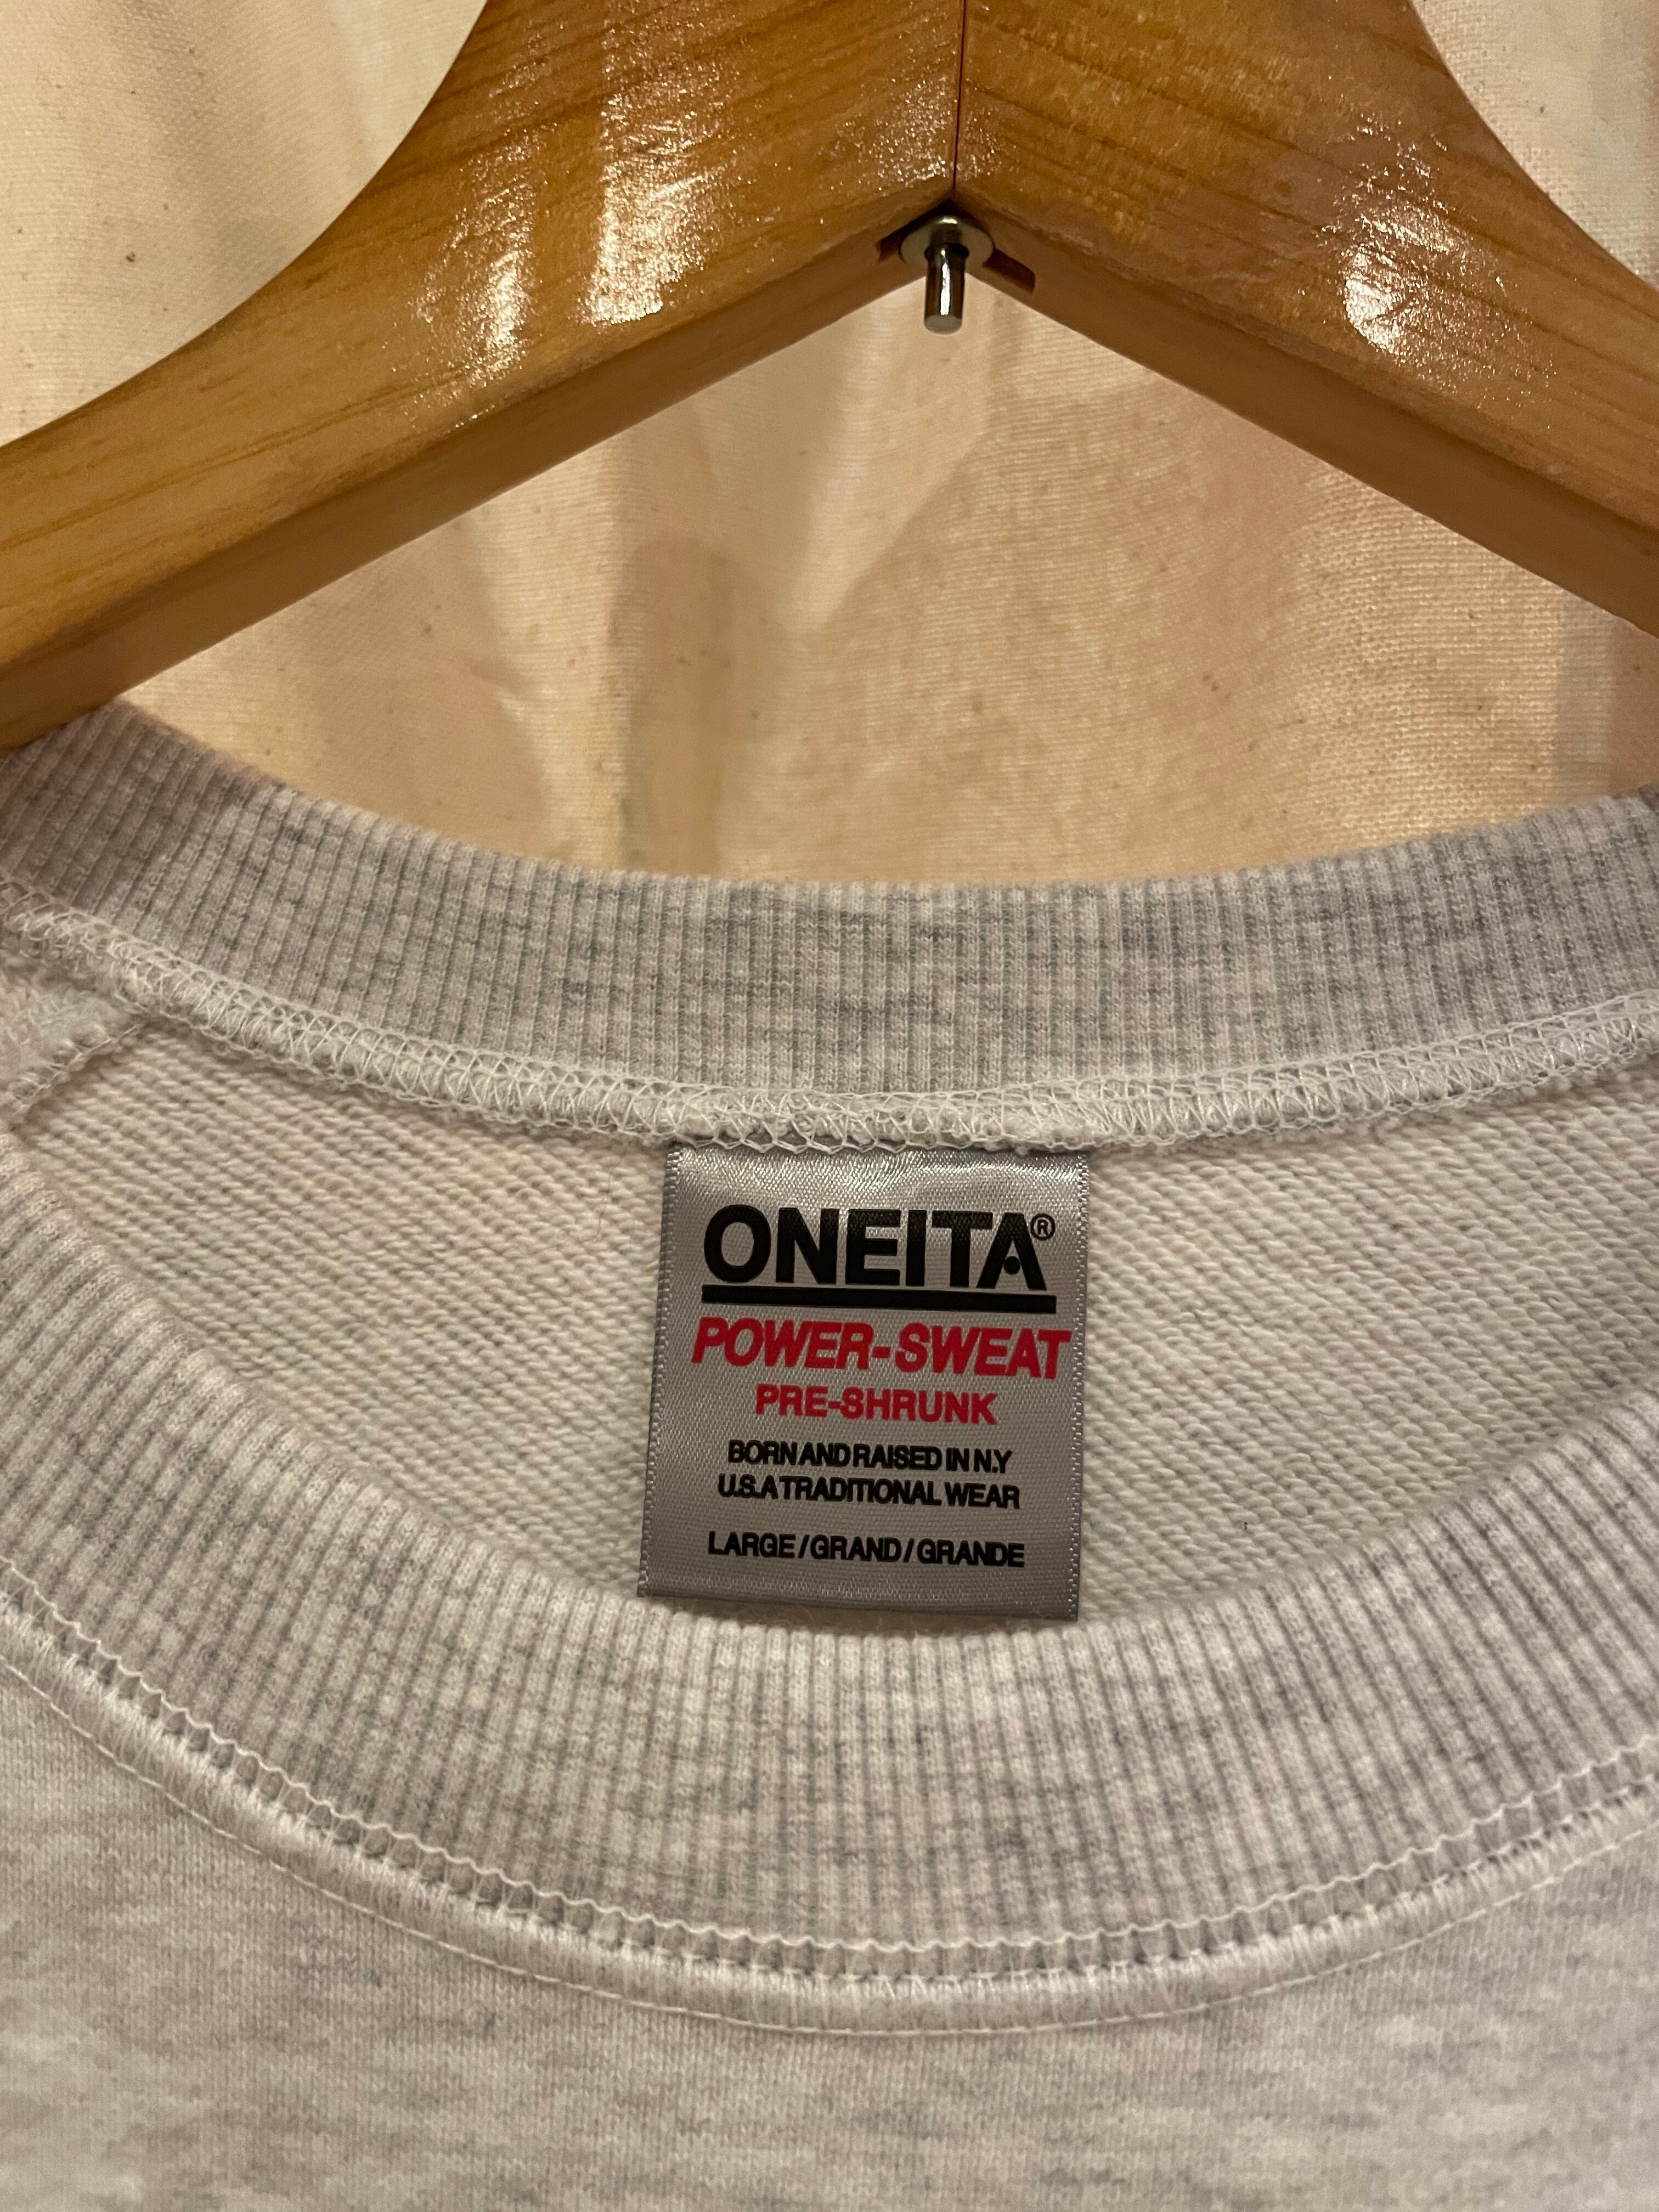 ONEITA®
POWER-SWEAT
PRE-SHRUNK
BORN AND RAISED IN N.Y
U.S.A TRADITIONAL WEAR
LARGE/GRAND/GRANDE